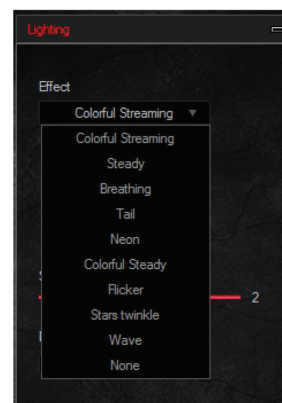 Lighting
Effect
Colorful Streaming
Colorful Streaming
Steady
Breathing
Tail
Neon
Colorful Steady
Flicker
Stars twinkle
Wave
None
2